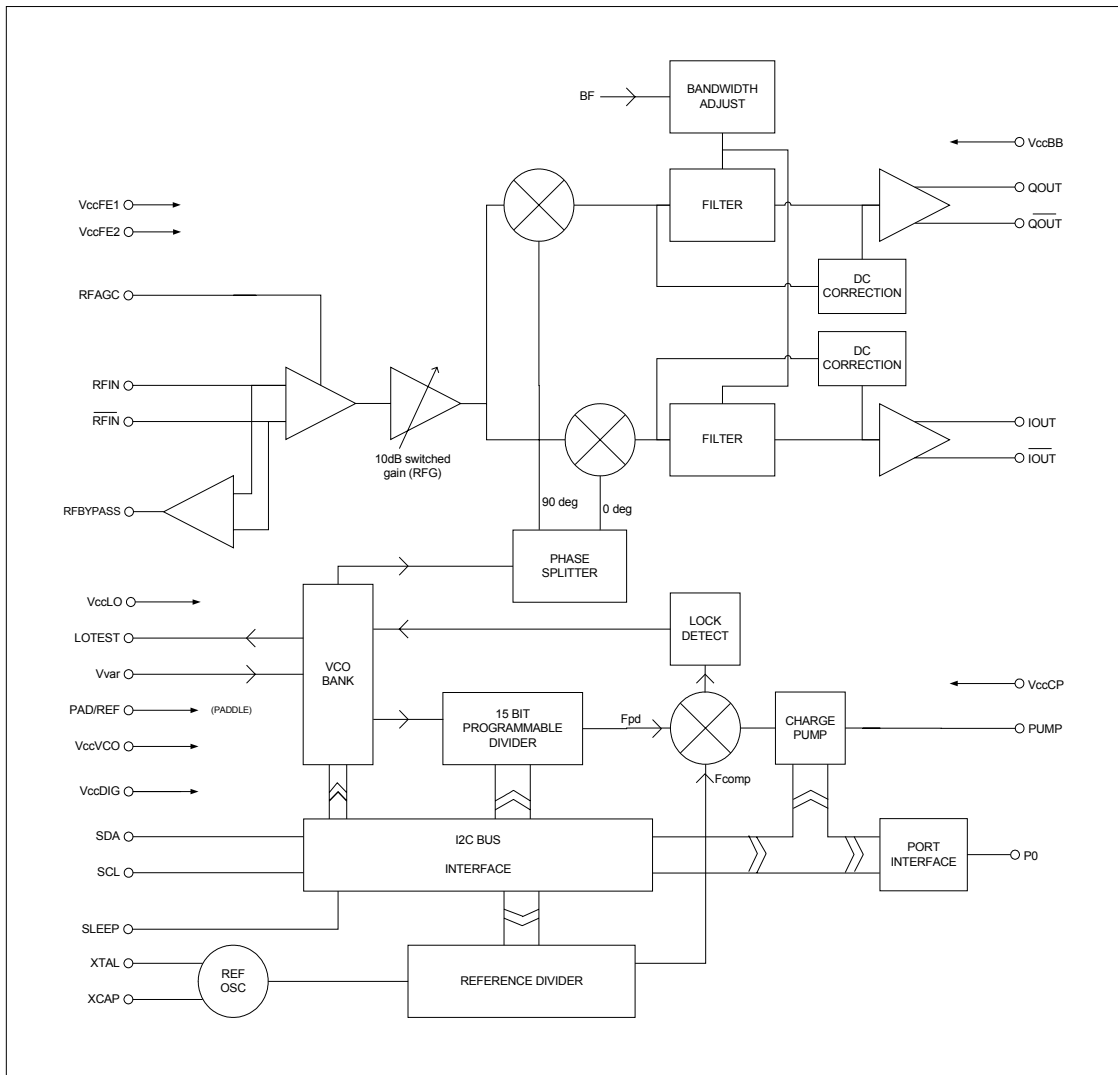 BF
BANDWIDTH
ADJUST
VccBB
VccFE1
VccFE2
FILTER
QOUT
Q̅O̅U̅T̅
DC
CORRECTION
RFAGC
DC
CORRECTION
RFIN
R̅F̅I̅N̅
10dB switched
gain (RFG)
FILTER
IOUT
I̅O̅U̅T̅
RFBYPASS
90 deg
0 deg
PHASE
SPLITTER
VccLO
LOTEST
Vvar
PAD/REF
(PADDLE)
VccVCO
VccDIG
VCO
BANK
LOCK
DETECT
15 BIT
PROGRAMMABLE
DIVIDER
Fpd
Fcomp
CHARGE
PUMP
VccCP
PUMP
SDA
SCL
I2C BUS
INTERFACE
PORT
INTERFACE
P0
SLEEP
XTAL
XCAP
REF
OSC
REFERENCE DIVIDER